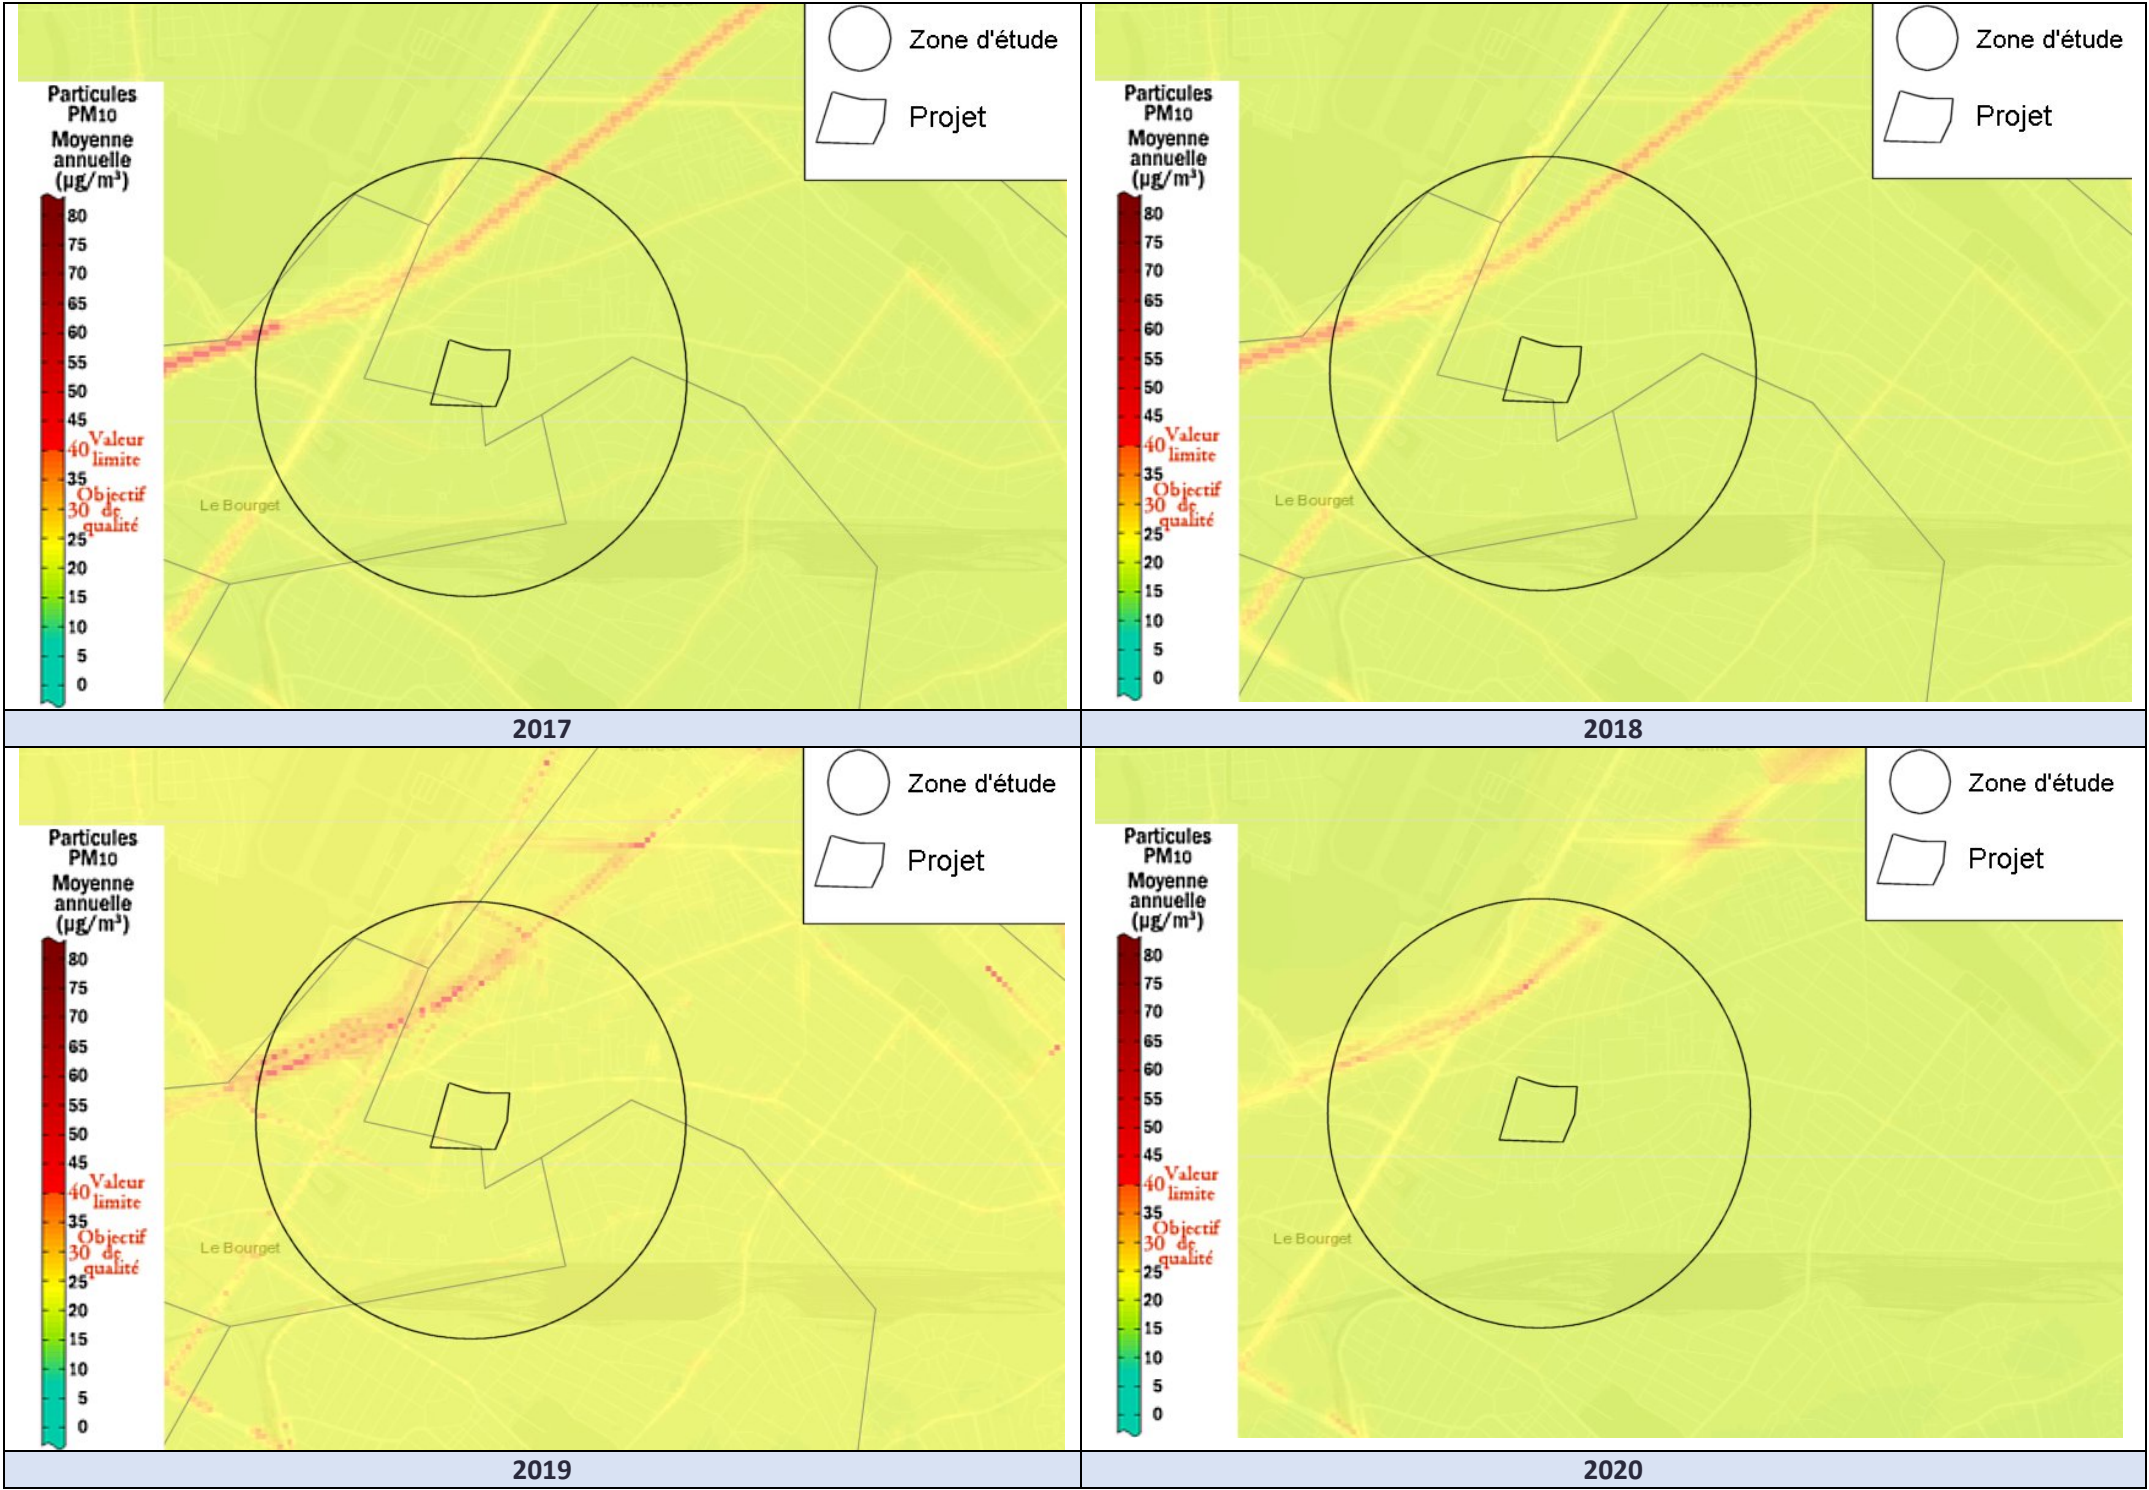 Zone d'étude
Projet
Particules
PM10
Moyenne
annuelle
(µg/m³)
80
75
70
65
60
55
50
45
40 Valeur
limite
35
Objectif
30 de
qualité
25
20
15
10
5
0
Le Bourget
2017
Zone d'étude
Projet
Particules
PM10
Moyenne
annuelle
(µg/m³)
80
75
70
65
60
55
50
45
40 Valeur
limite
35
Objectif
30 de
qualité
25
20
15
10
5
0
Le Bourget
2018
Zone d'étude
Projet
Particules
PM10
Moyenne
annuelle
(µg/m³)
80
75
70
65
60
55
50
45
40 Valeur
limite
35
Objectif
30 de
qualité
25
20
15
10
5
0
Le Bourget
2019
Zone d'étude
Projet
Particules
PM10
Moyenne
annuelle
(µg/m³)
80
75
70
65
60
55
50
45
40 Valeur
limite
35
Objectif
30 de
qualité
25
20
15
10
5
0
Le Bourget
2020